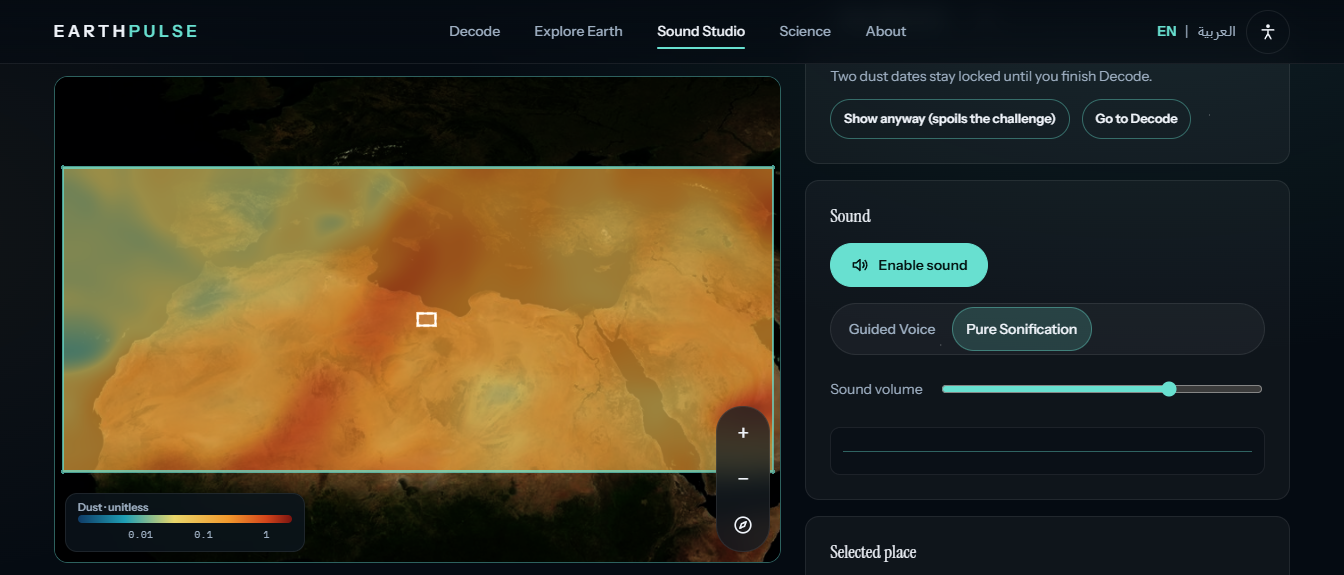 EARTHPULSE
Decode
Explore Earth
Sound Studio
Science
About
EN | العربية
Two dust dates stay locked until you finish Decode.
Show anyway (spoils the challenge)
Go to Decode
Sound
Enable sound
Guided Voice
Pure Sonification
Sound volume
+
−
Dust · unitless
0.01 0.1 1
Selected place